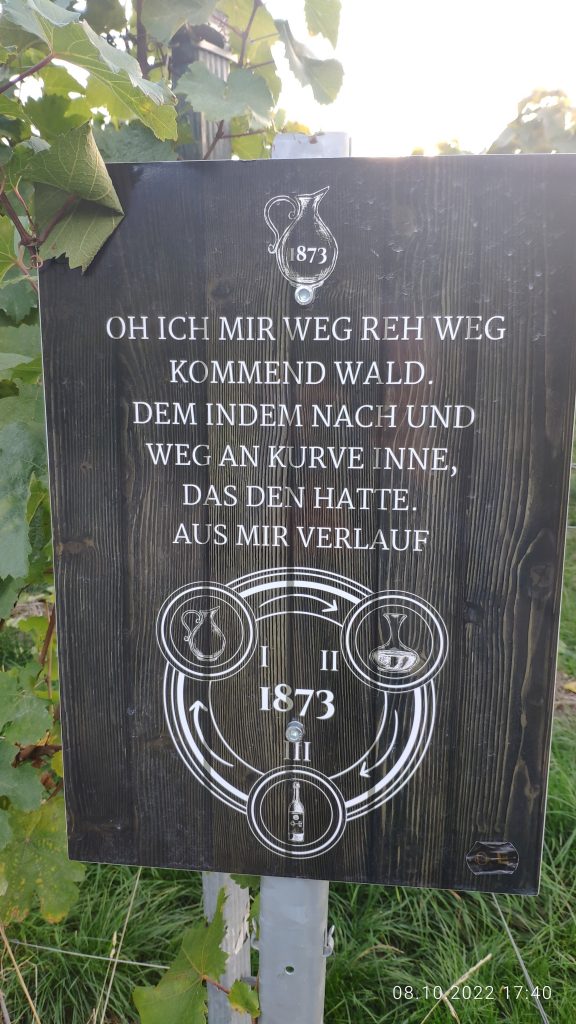 1873
OH ICH MIR WEG REH WEG
KOMMEND WALD.
DEM INDEM NACH UND
WEG AN KURVE INNE,
DAS DEN HATTE.
AUS MIR VERLAUF
I II
1873
III
08.10.2022 17:40